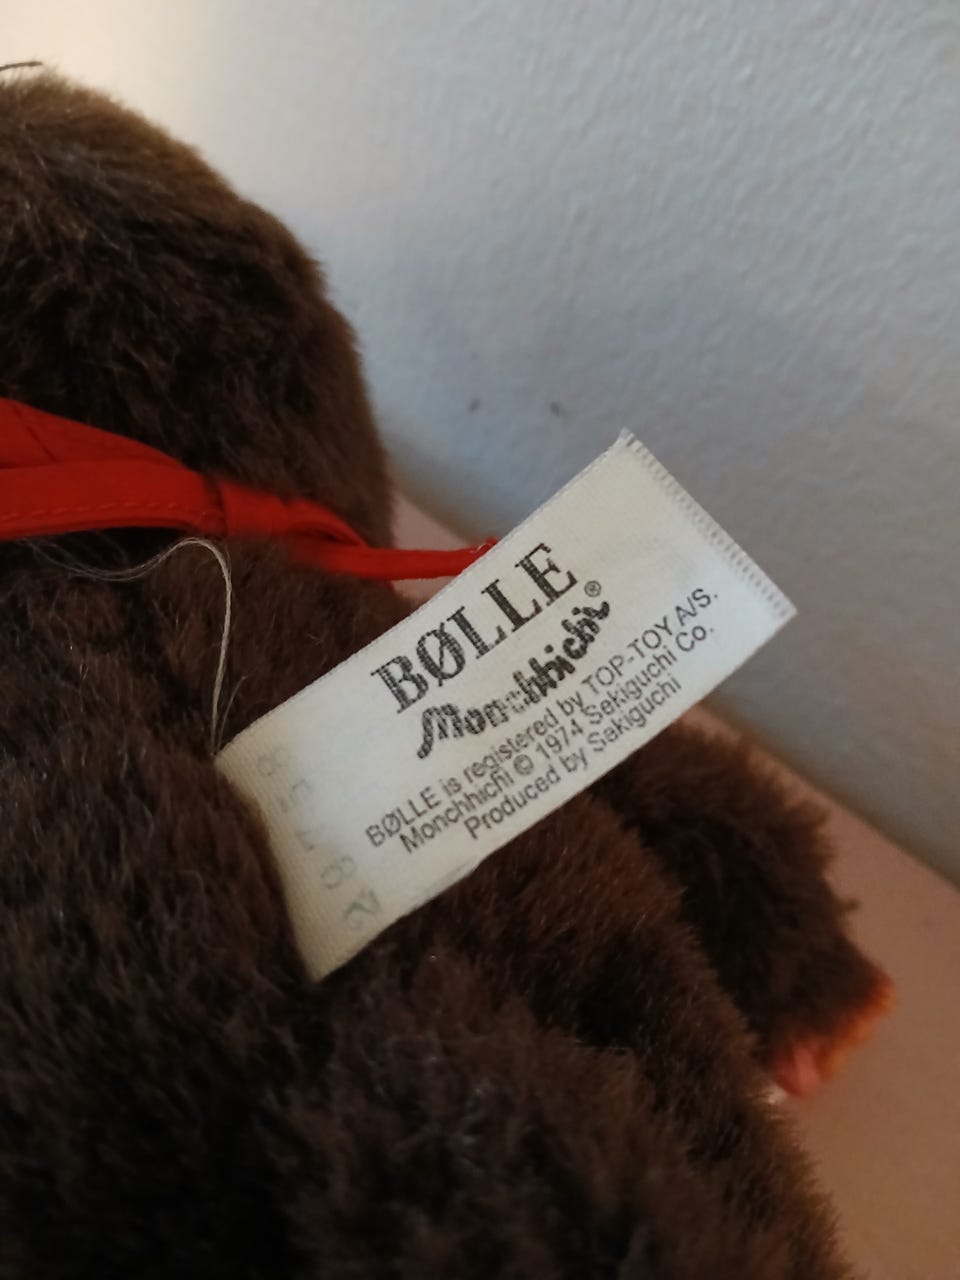 BØLLE
Monchhichi®
BØLLE is registered by TOP-TOY A/S.
Monchhichi © 1974 Sekiguchi Co.
Produced by Sekiguchi